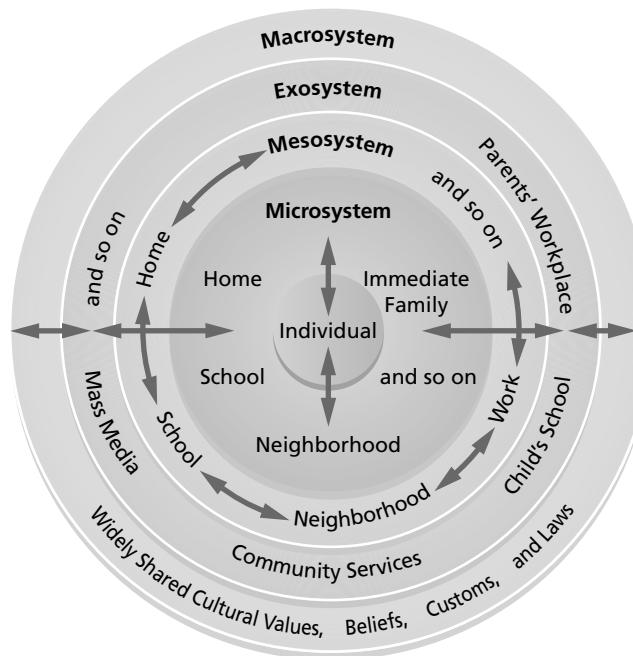 Macrosystem
Exosystem
Mesosystem
Parents’ Workplace
and so on
and so on
Home
Microsystem
Home
Immediate
Family
Individual
School
and so on
Neighborhood
Work
School
Neighborhood
Mass Media
Child's School
Community Services
Widely Shared Cultural Values, Beliefs, Customs, and Laws